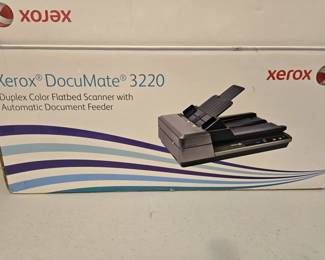 xerox
Xerox® DocuMate® 3220
Duplex Color Flatbed Scanner with
Automatic Document Feeder
xerox